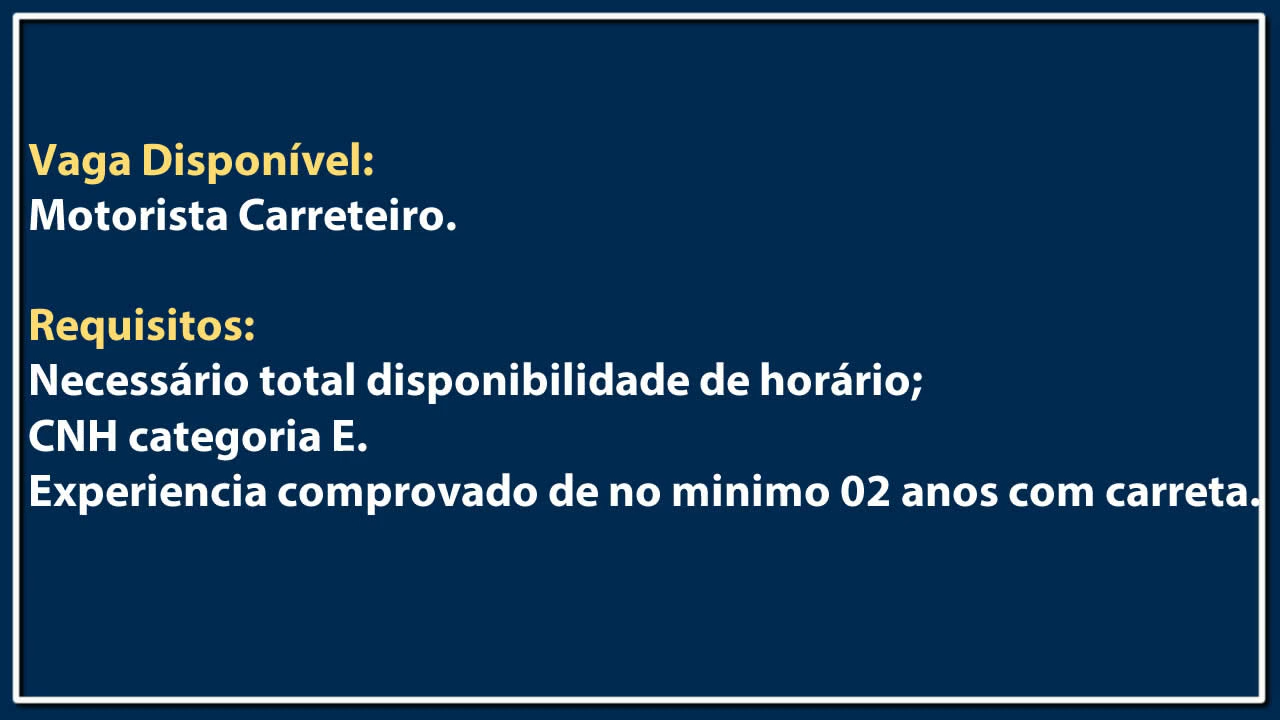 Vaga Disponível:
Motorista Carreteiro.
Requisitos:
Necessário total disponibilidade de horário;
CNH categoria E.
Experiencia comprovado de no minimo 02 anos com carreta.